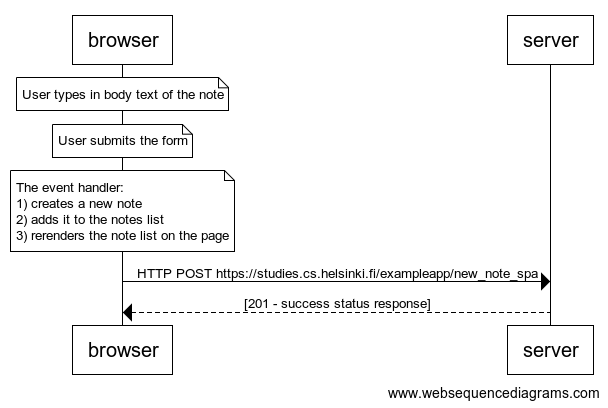 browser
server
User types in body text of the note
User submits the form
The event handler:
1) creates a new note
2) adds it to the notes list
3) rerenders the note list on the page
HTTP POST https://studies.cs.helsinki.fi/exampleapp/new_note_spa
[201 - success status response]
browser
server
www.websequencediagrams.com